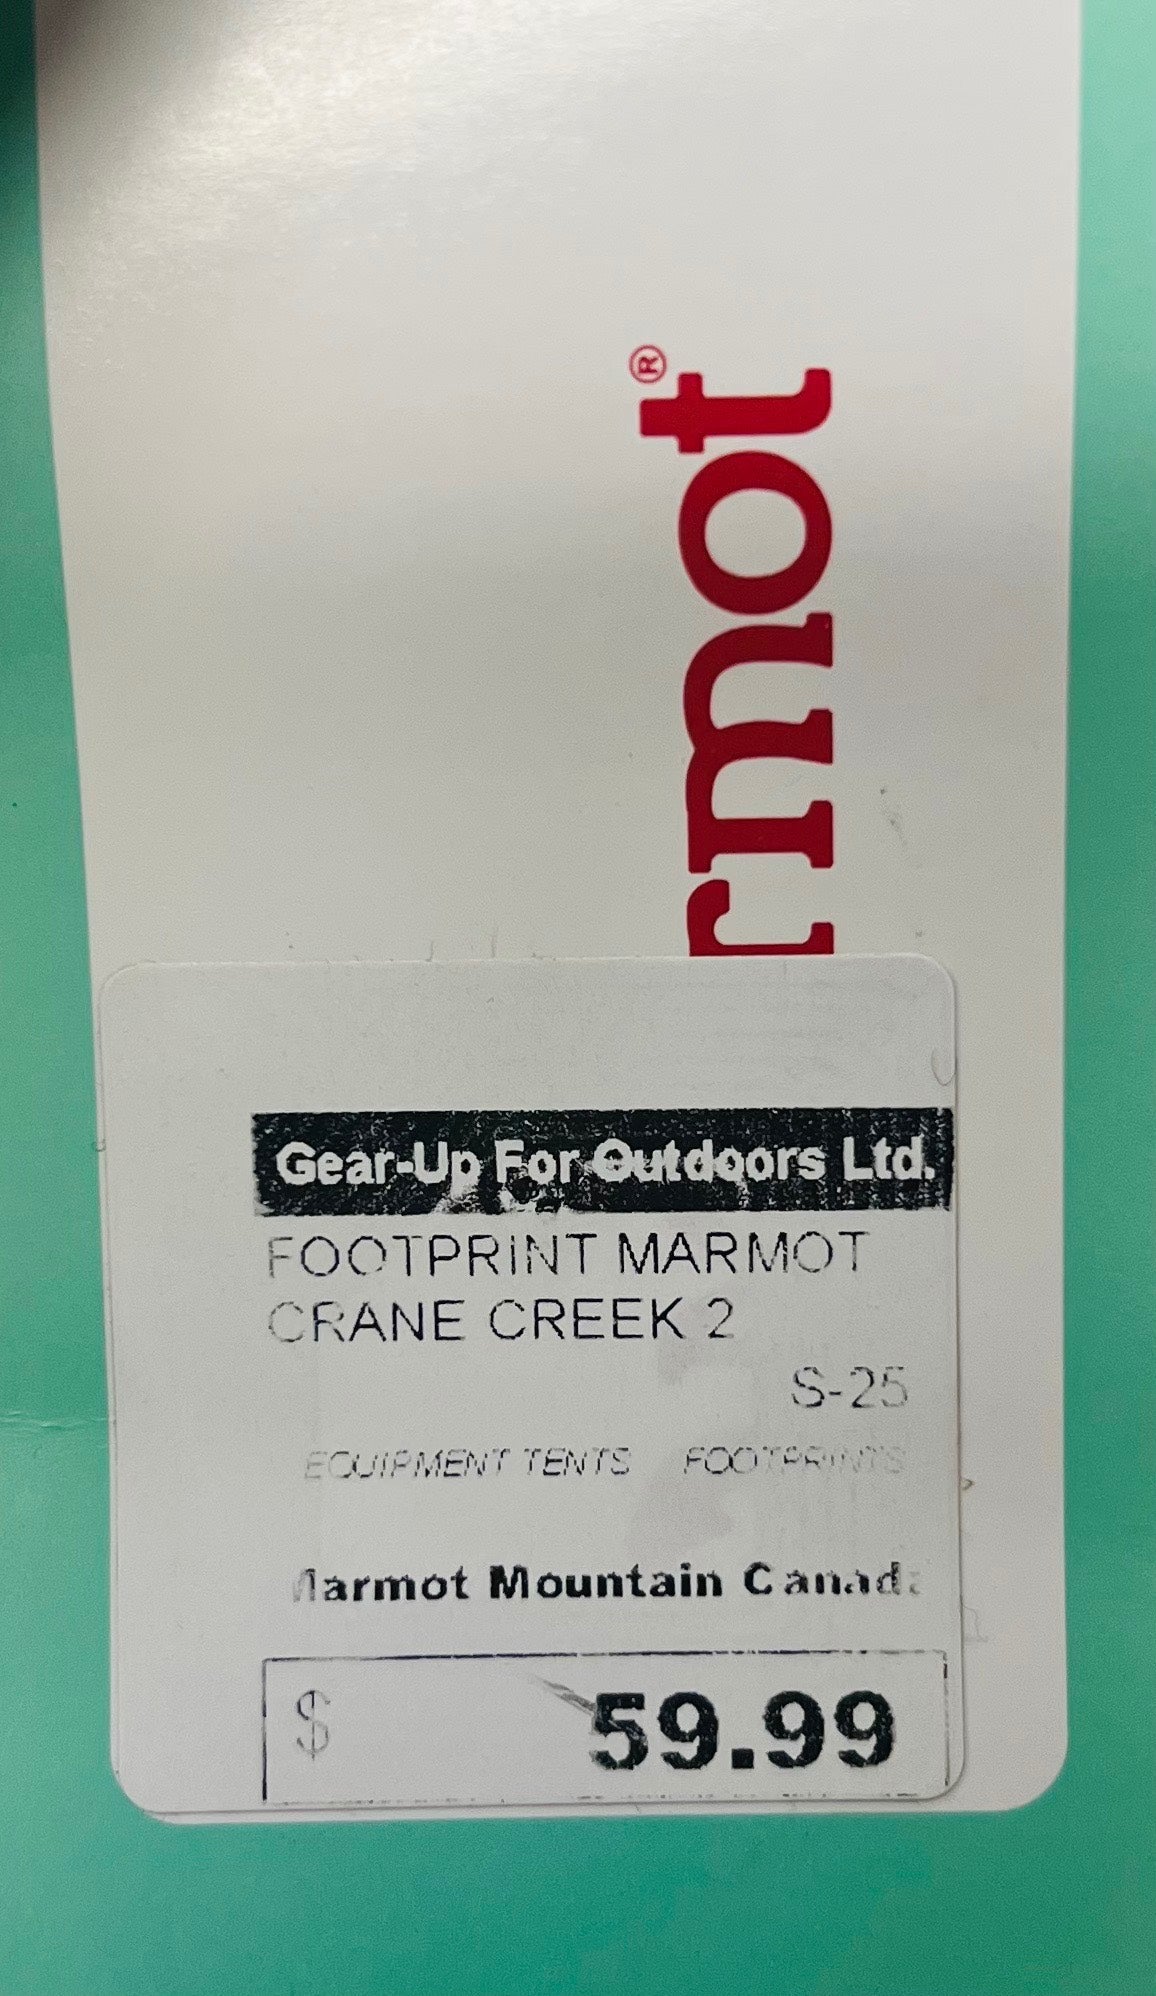 rmot®
Gear-Up For Outdoors Ltd.
FOOTPRINT MARMOT
CRANE CREEK 2
S-25
EQUIPMENT TENTS FOOTPRINTS
Marmot Mountain Canada
$ 59.99